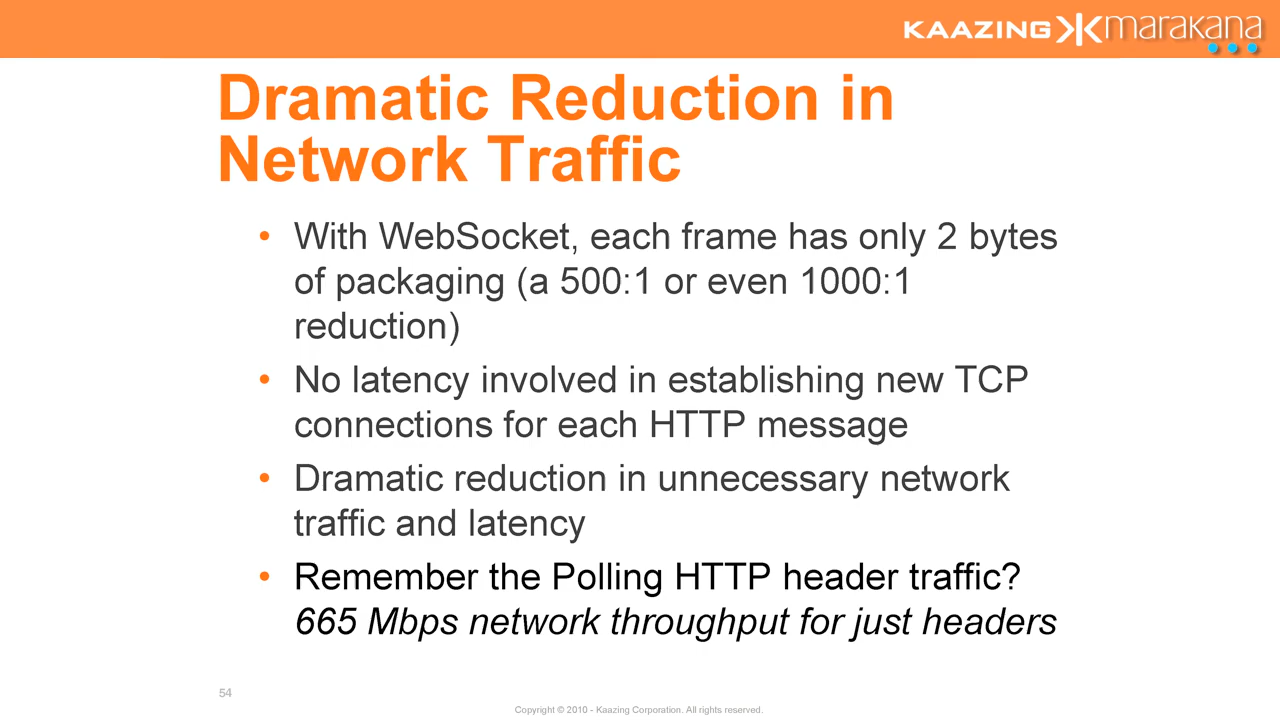 KAAZING marakana
Dramatic Reduction in
Network Traffic
• With WebSocket, each frame has only 2 bytes
of packaging (a 500:1 or even 1000:1
reduction)
• No latency involved in establishing new TCP
connections for each HTTP message
• Dramatic reduction in unnecessary network
traffic and latency
• Remember the Polling HTTP header traffic?
665 Mbps network throughput for just headers
54
Copyright © 2010 - Kaazing Corporation. All rights reserved.